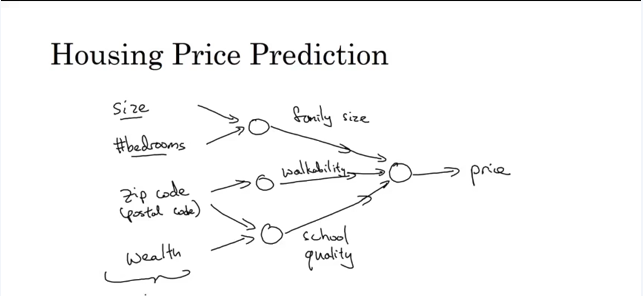 Housing Price Prediction
size
family size
#bedrooms
walkability
price
zip code
(postal code)
school
quality
wealth